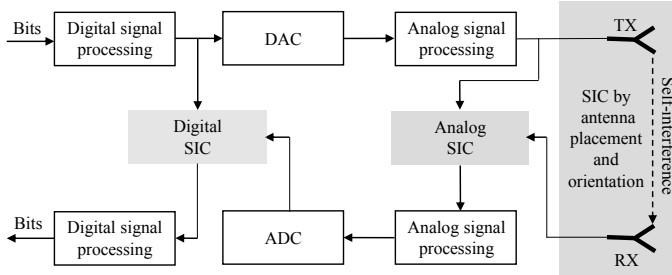 Bits
Digital signal
processing
DAC
Analog signal
processing
TX
Digital
SIC
Analog
SIC
SIC by
antenna
placement
and
orientation
Self-interference
Bits
Digital signal
processing
ADC
Analog signal
processing
RX